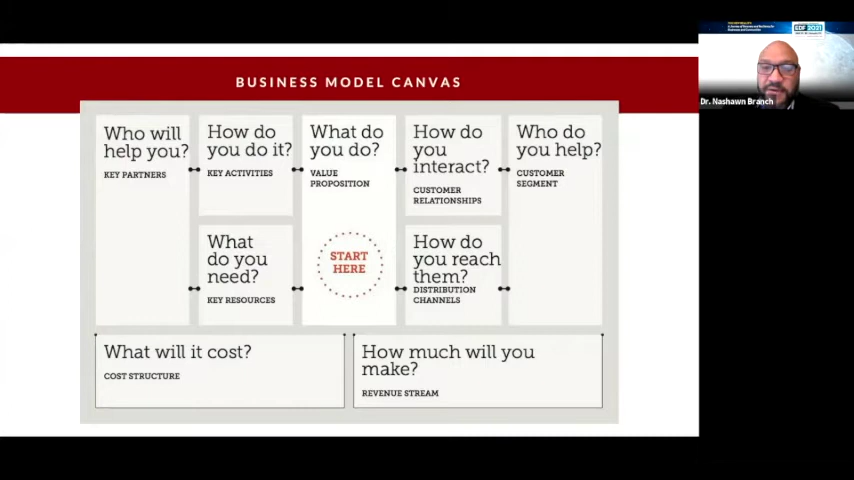 BUSINESS MODEL CANVAS
Who will
help you?
KEY PARTNERS
How do
you do it?
KEY ACTIVITIES
What do
you do?
VALUE
PROPOSITION
START
HERE
How do
you
interact?
CUSTOMER
RELATIONSHIPS
Who do
you help?
CUSTOMER
SEGMENT
What
do you
need?
KEY RESOURCES
How do
you reach
them?
DISTRIBUTION
CHANNELS
What will it cost?
COST STRUCTURE
How much will you
make?
REVENUE STREAM
EDF 2021
Dr. Nashawn Branch